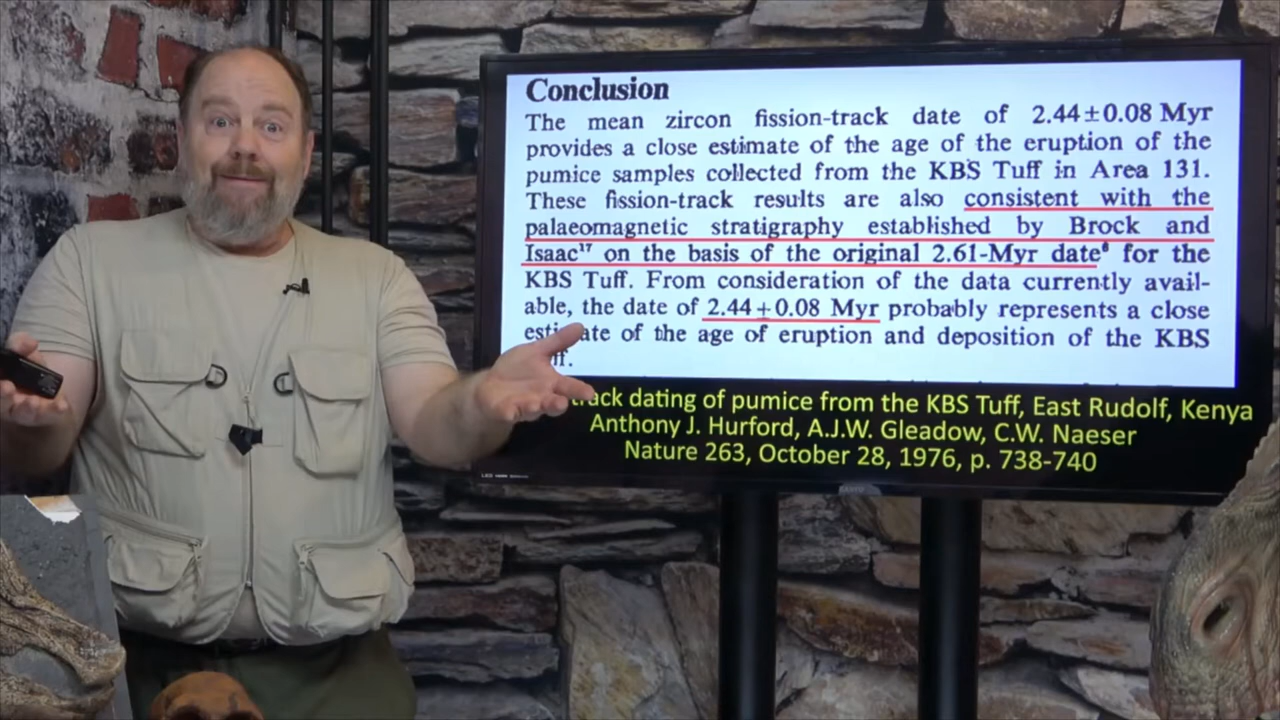 Conclusion
The mean zircon fission-track date of 2.44±0.08 Myr
provides a close estimate of the age of the eruption of the
pumice samples collected from the KBS Tuff in Area 131.
These fission-track results are also consistent with the
palaeomagnetic stratigraphy established by Brock and
Isaac¹⁷ on the basis of the original 2.61-Myr date⁶ for the
KBS Tuff. From consideration of the data currently avail-
able, the date of 2.44±0.08 Myr probably represents a close
estimate of the age of eruption and deposition of the KBS
track dating of pumice from the KBS Tuff, East Rudolf, Kenya
Anthony J. Hurford, A.J.W. Gleadow, C.W. Naeser
Nature 263, October 28, 1976, p. 738-740